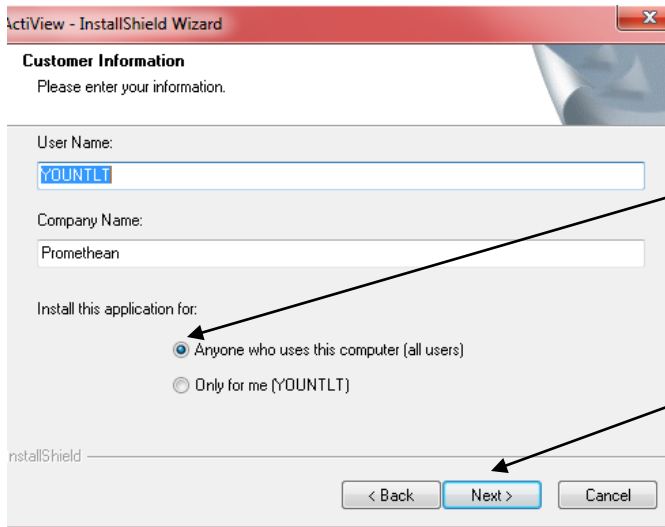 ActiView - InstallShield Wizard
Customer Information
Please enter your information.
User Name:
YOUNTLT
Company Name:
Promethean
Install this application for:
Anyone who uses this computer (all users)
Only for me (YOUNTLT)
nstallShield
< Back Next > Cancel